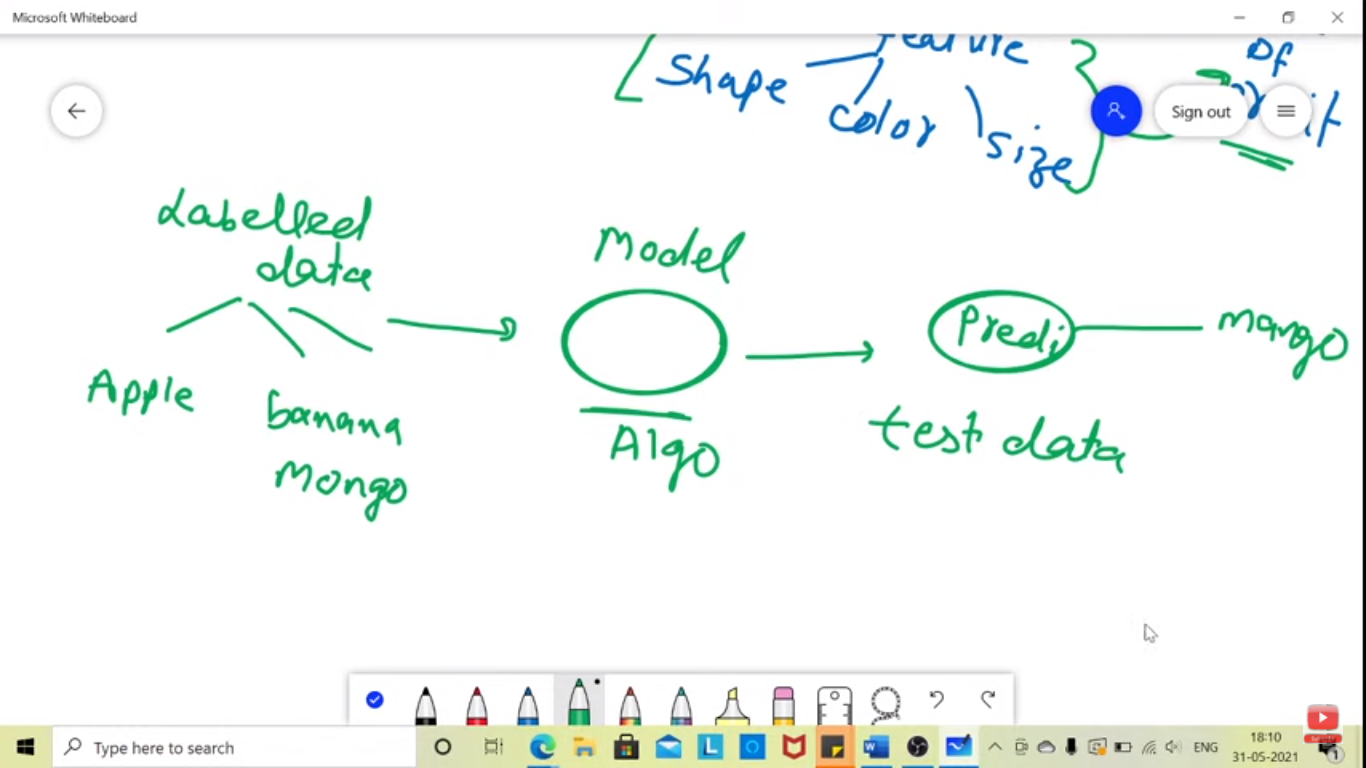 Microsoft Whiteboard
feature
Shape
color
size
of
Sign out
Labelled
data
Apple
banana
Mongo
Model
Algo
Predi
mango
test data
Type here to search
ENG
18:10
31-05-2021